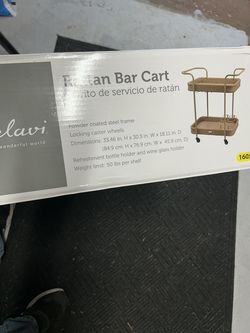 elavi
wonderful world
Rattan Bar Cart
Carrito de servicio de ratán
Powder coated steel frame
Locking caster wheels
Dimensions: 33.46 in. H x 30.3 in. W x 18.11 in. D
(84.9 cm. H x 76.9 cm. W x 45.9 cm. D)
Refreshment bottle holder and wine glass holder
Weight limit: 50 lbs per shelf
160